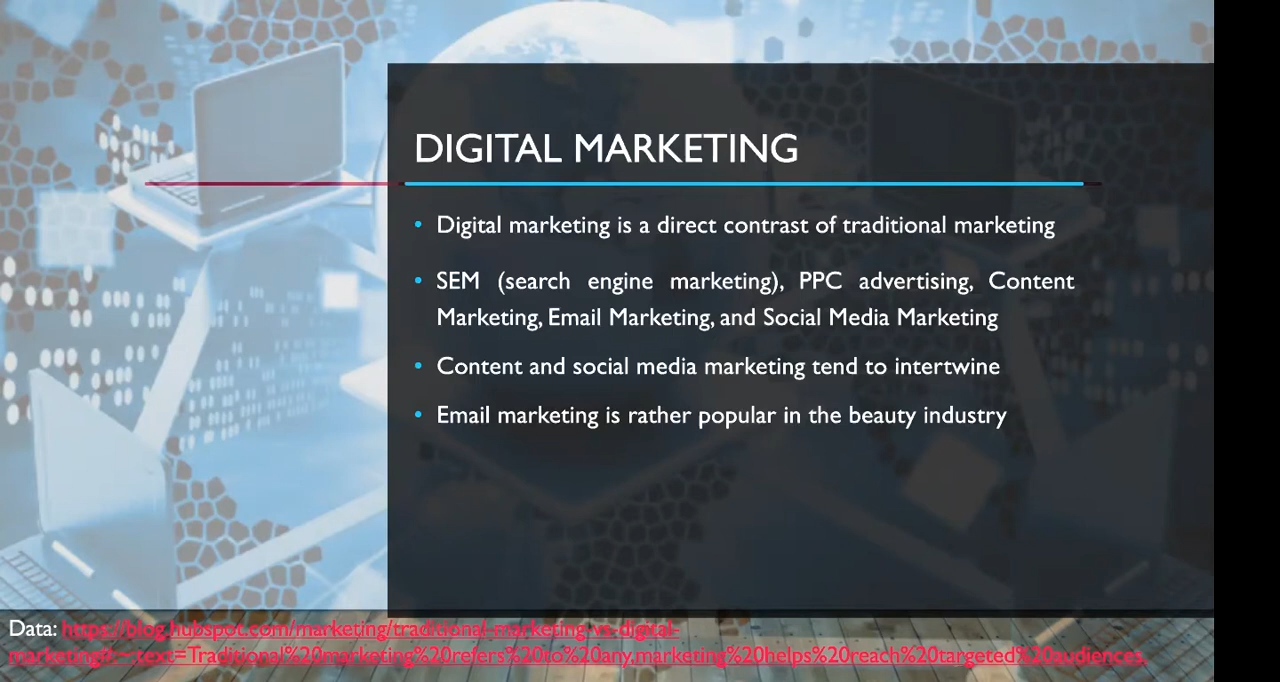 DIGITAL MARKETING
• Digital marketing is a direct contrast of traditional marketing
• SEM (search engine marketing), PPC advertising, Content
Marketing, Email Marketing, and Social Media Marketing
• Content and social media marketing tend to intertwine
• Email marketing is rather popular in the beauty industry
Data: https://blog.hubspot.com/marketing/traditional-marketing-vs-digital-
marketing#:~:text=Traditional%20marketing%20refers%20to%20any,marketing%20helps%20reach%20targeted%20audiences.